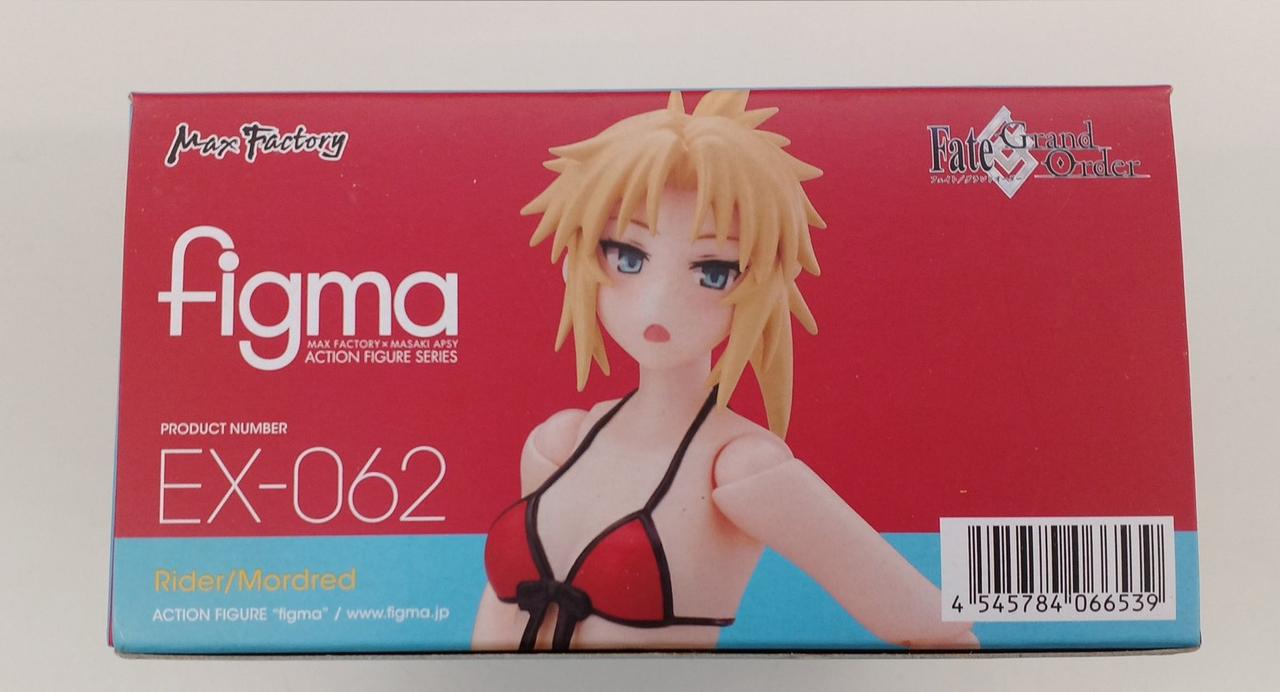 Max Factory
Fate Grand Order
フェイト/グランドオーダー
figma
MAX FACTORY × MASAKI APSY
ACTION FIGURE SERIES
PRODUCT NUMBER
EX-062
Rider/Mordred
ACTION FIGURE "figma" / www.figma.jp
4 545784 066539